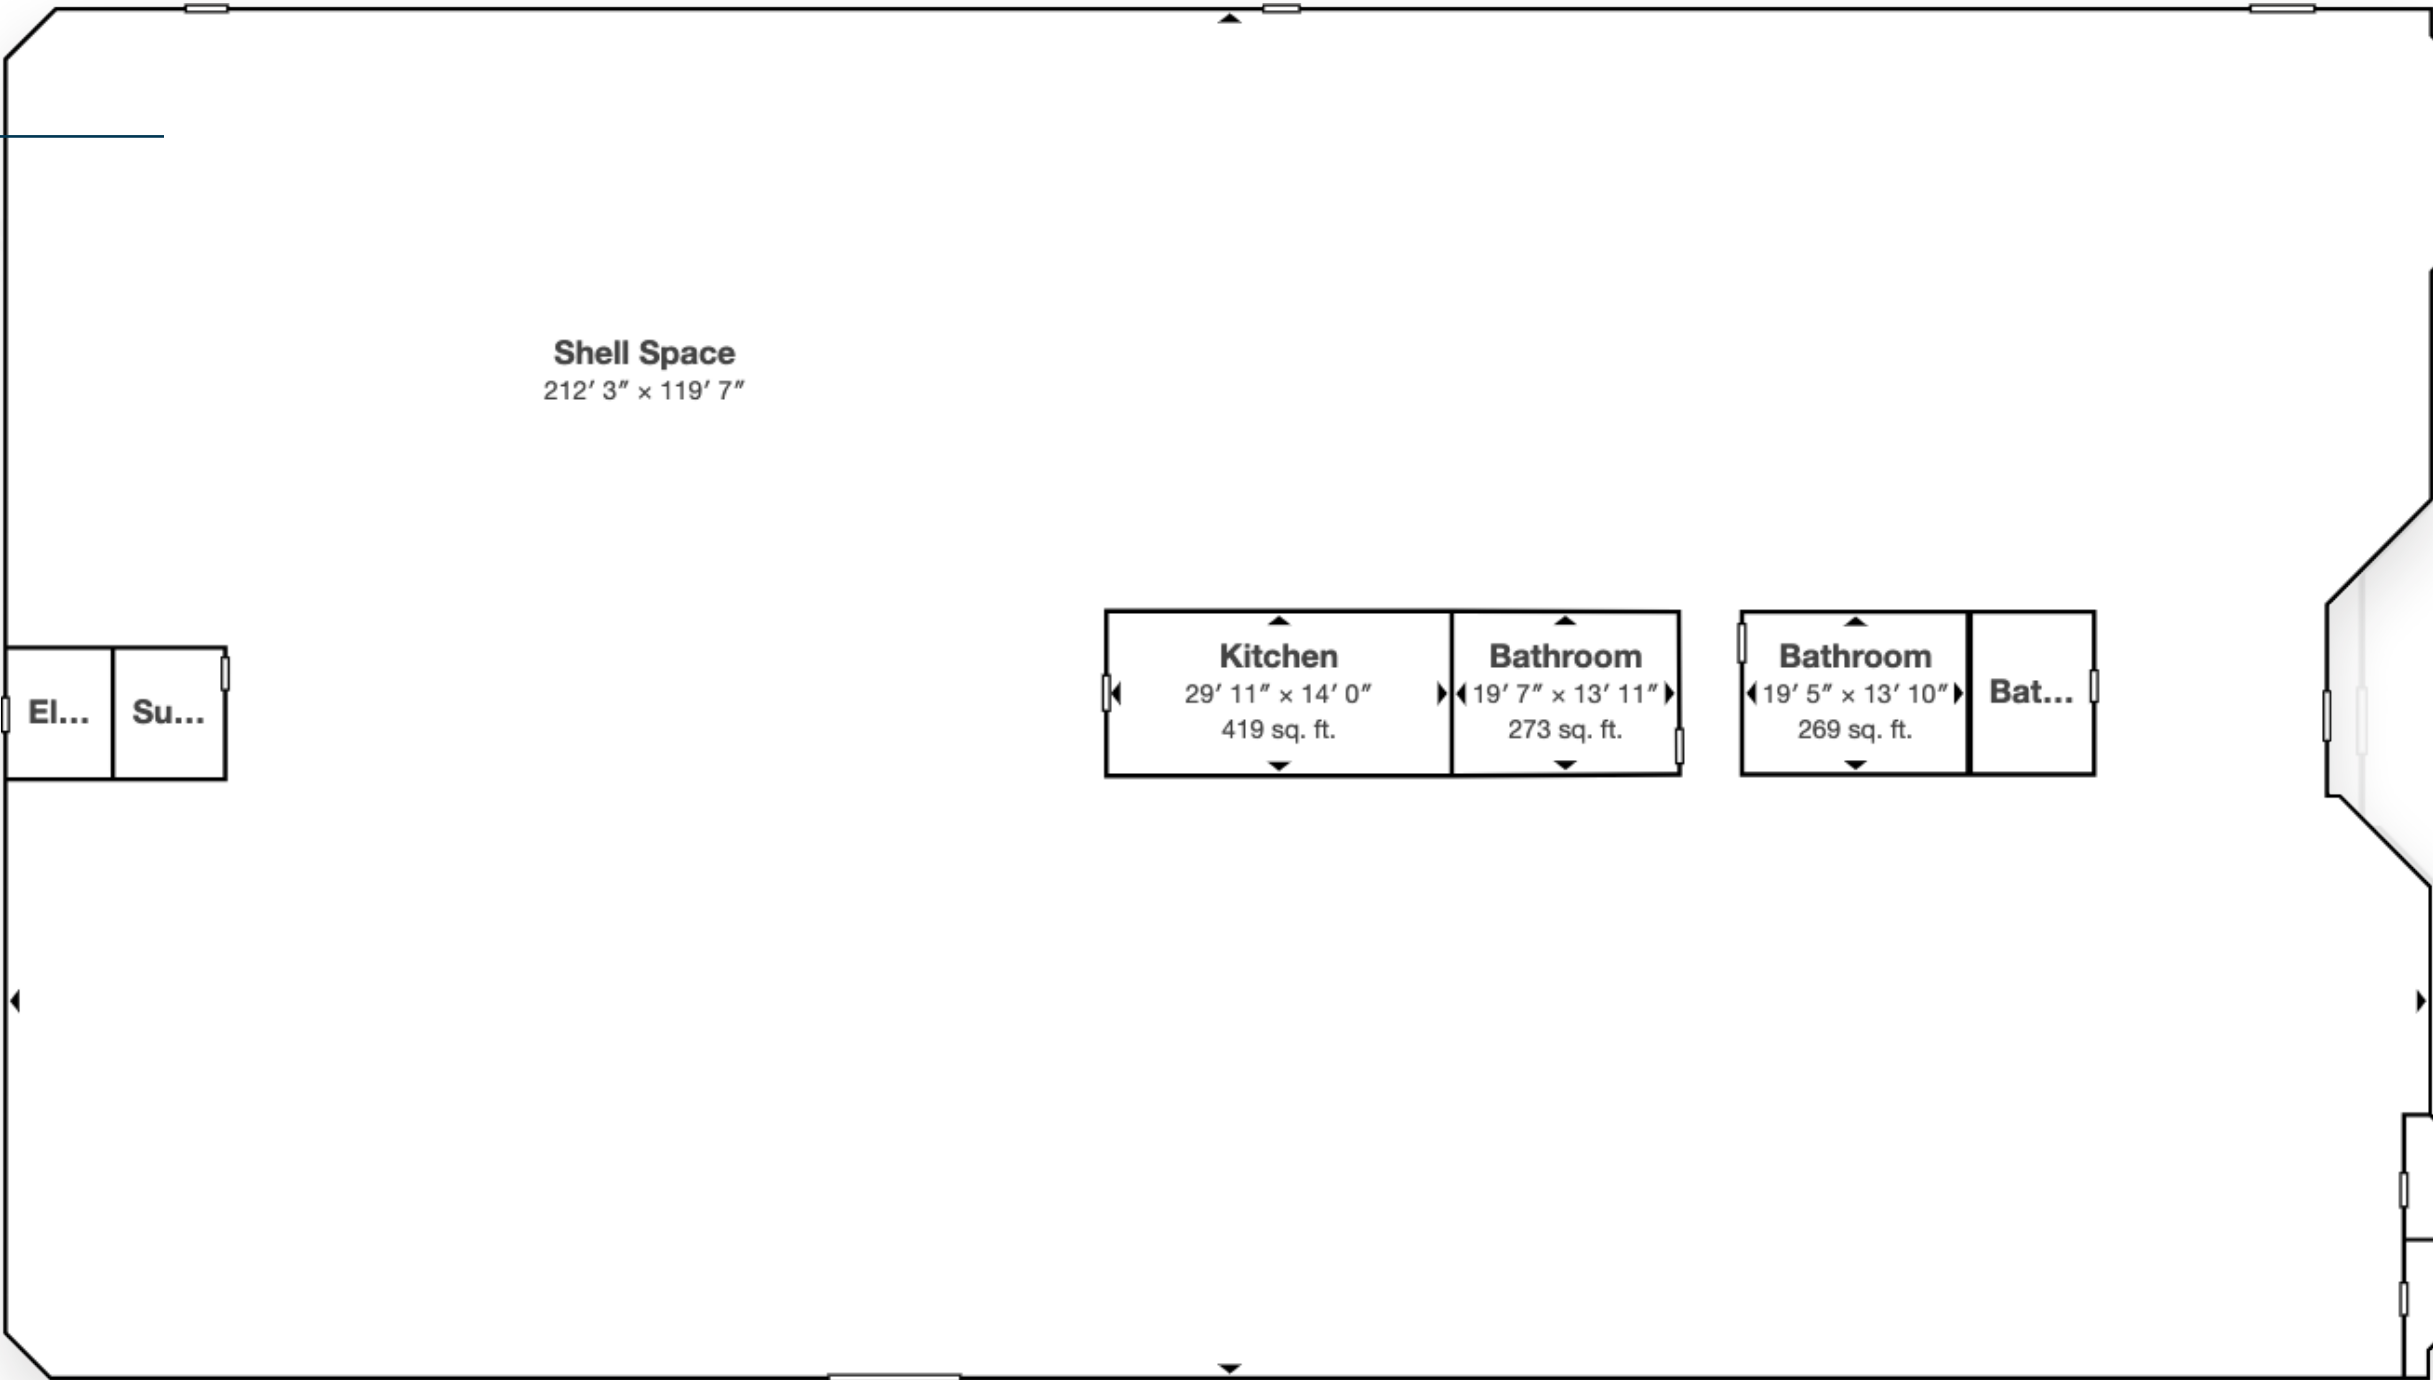 Shell Space
212′ 3″ × 119′ 7″
Kitchen
29′ 11″ × 14′ 0″
419 sq. ft.
Bathroom
19′ 7″ × 13′ 11″
273 sq. ft.
Bathroom
19′ 5″ × 13′ 10″
269 sq. ft.
Bat...
El...
Su...